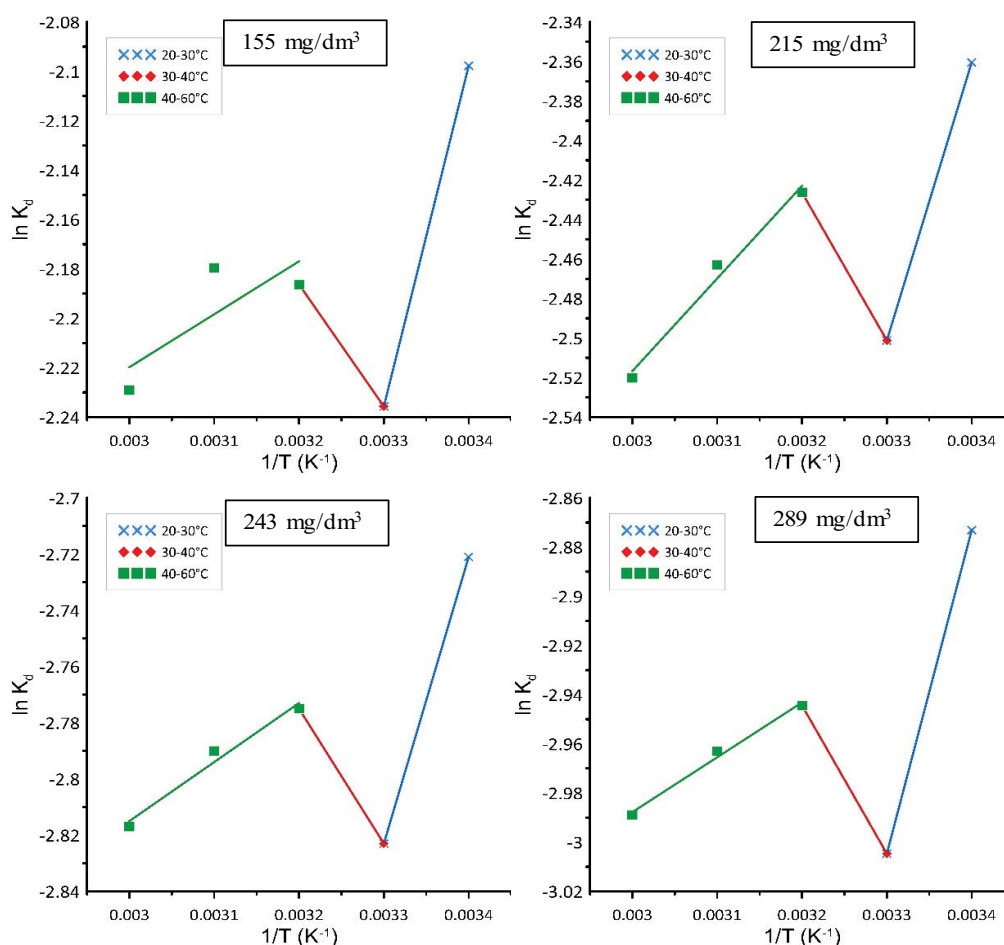 155 mg/dm³
20-30°C
30-40°C
40-60°C
-2.08
-2.1
-2.12
-2.14
-2.16
-2.18
-2.2
-2.22
-2.24
ln K_d
0.003 0.0031 0.0032 0.0033 0.0034
1/T (K⁻¹)
215 mg/dm³
20-30°C
30-40°C
40-60°C
-2.34
-2.36
-2.38
-2.4
-2.42
-2.44
-2.46
-2.48
-2.5
-2.52
-2.54
ln K_d
0.003 0.0031 0.0032 0.0033 0.0034
1/T (K⁻¹)
243 mg/dm³
20-30°C
30-40°C
40-60°C
-2.7
-2.72
-2.74
-2.76
-2.78
-2.8
-2.82
-2.84
ln K_d
0.003 0.0031 0.0032 0.0033 0.0034
1/T (K⁻¹)
289 mg/dm³
20-30°C
30-40°C
40-60°C
-2.86
-2.88
-2.9
-2.92
-2.94
-2.96
-2.98
-3
-3.02
ln K_d
0.003 0.0031 0.0032 0.0033 0.0034
1/T (K⁻¹)